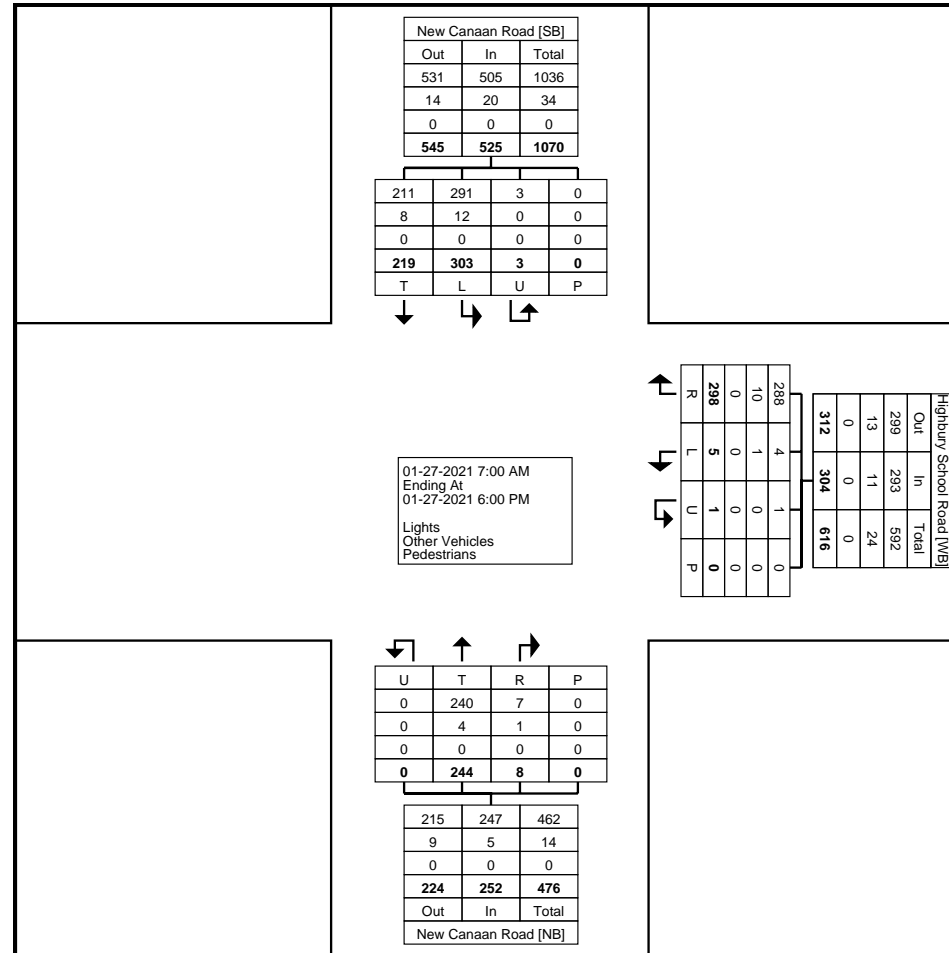 New Canaan Road [SB]
Out In Total
531 505 1036
14 20 34
0 0 0
545 525 1070
211 291 3 0
8 12 0 0
0 0 0 0
219 303 3 0
T L U P
Highbury School Road [WB]
Out In Total
299 293 592
13 11 24
0 0 0
312 304 616
288 4 1 0
10 1 0 0
0 0 0 0
298 5 1 0
R L U P
01-27-2021 7:00 AM
Ending At
01-27-2021 6:00 PM
Lights
Other Vehicles
Pedestrians
U T R P
0 240 7 0
0 4 1 0
0 0 0 0
0 244 8 0
215 247 462
9 5 14
0 0 0
224 252 476
Out In Total
New Canaan Road [NB]